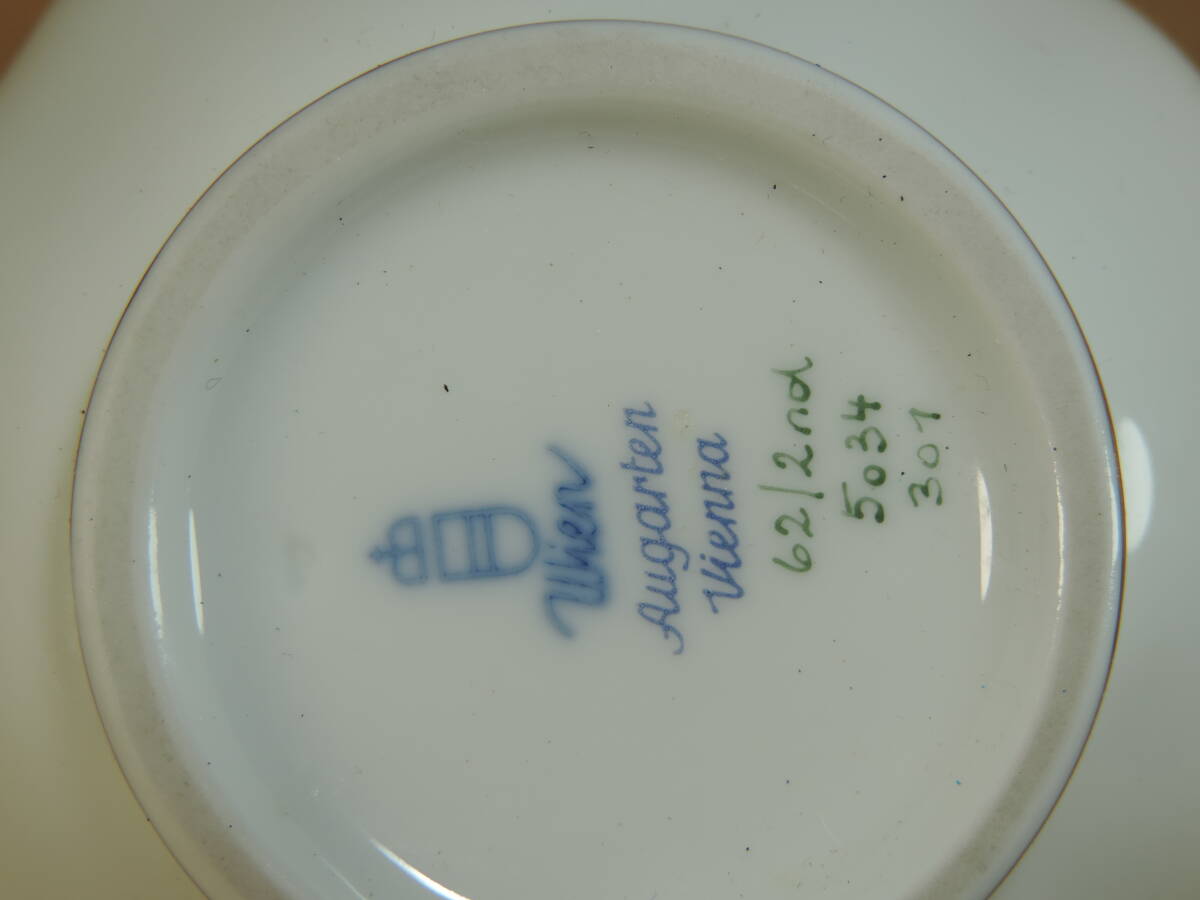 Wien
Augarten
Vienna
62/2nd
5034
301